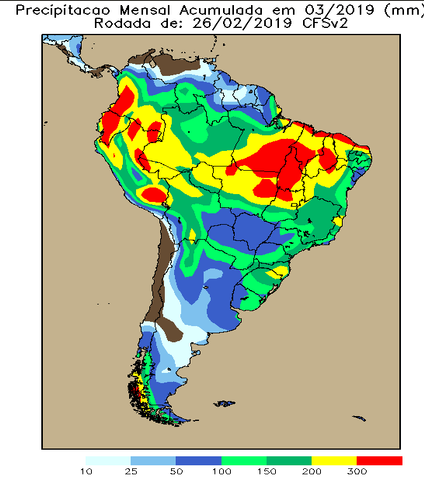 Precipitacao Mensal Acumulada em 03/2019 (mm)
Rodada de: 26/02/2019 CFSv2
10 25 50 100 150 200 300